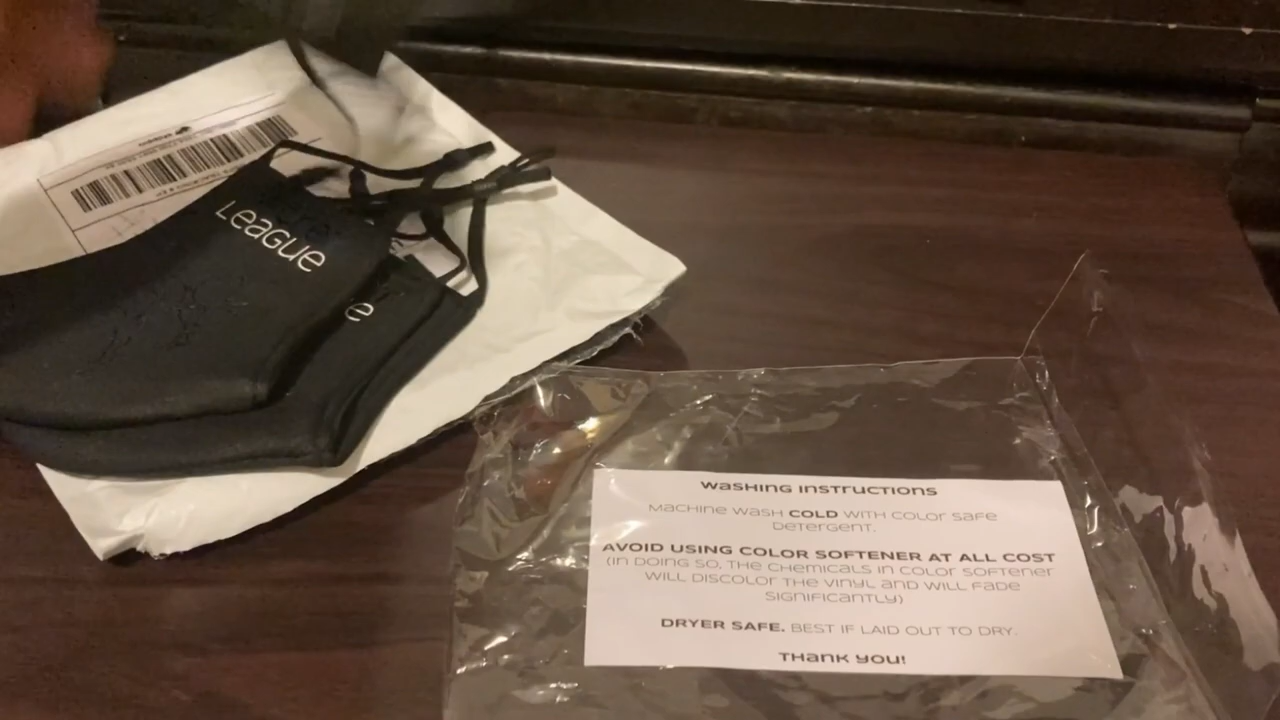 League
e
WASHING INSTRUCTIONS
MACHINE WASH COLD WITH COLOR SAFE
DETERGENT.
AVOID USING COLOR SOFTENER AT ALL COST
(IN DOING SO, THE CHEMICALS IN COLOR SOFTENER
WILL DISCOLOR THE VINYL AND WILL FADE
SIGNIFICANTLY)
DRYER SAFE. BEST IF LAID OUT TO DRY.
THANK YOU!